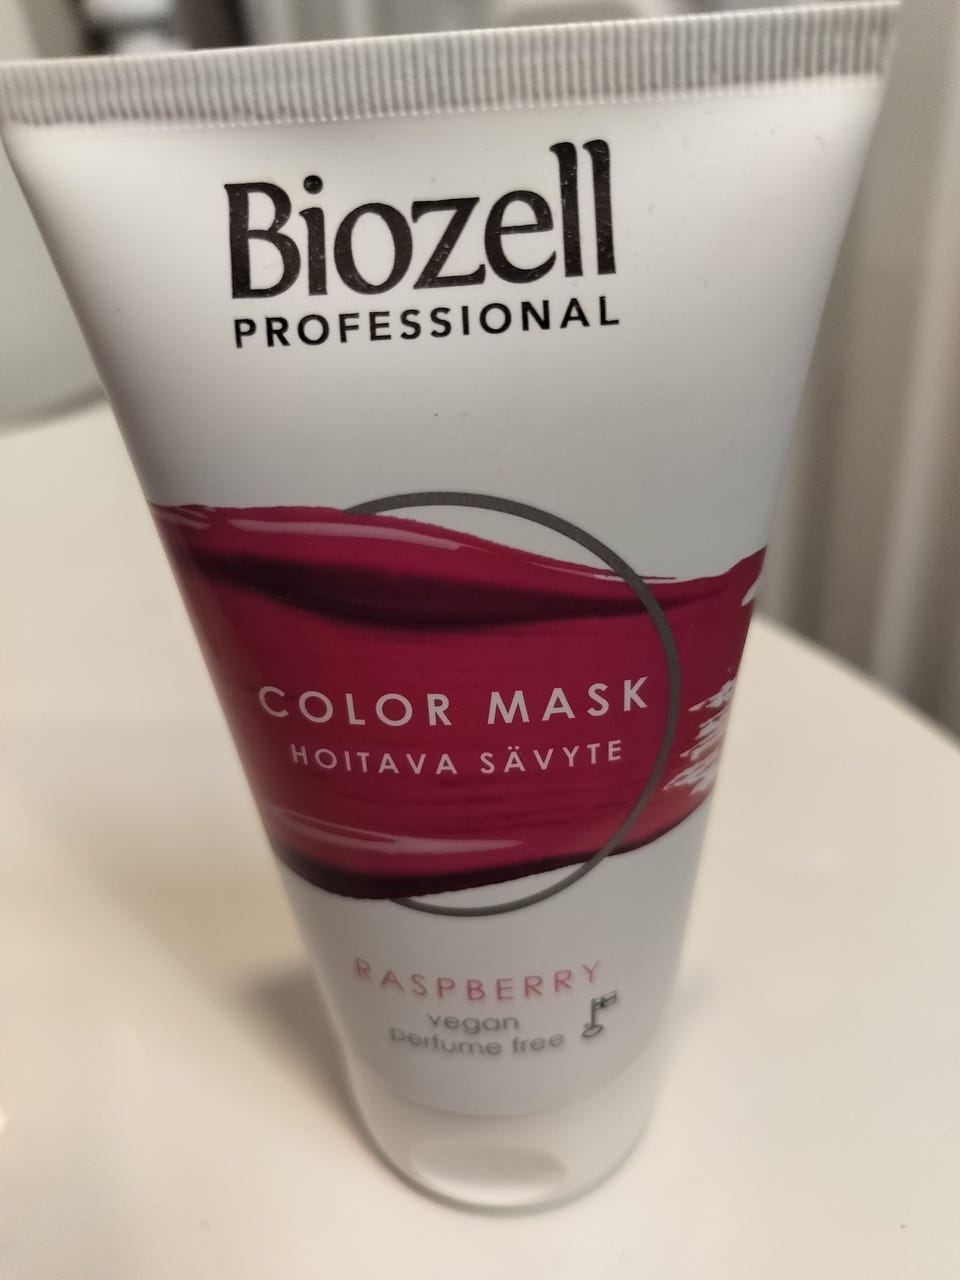 Biozell
PROFESSIONAL
COLOR MASK
HOITAVA SÄVYTE
RASPBERRY
vegan
perfume free